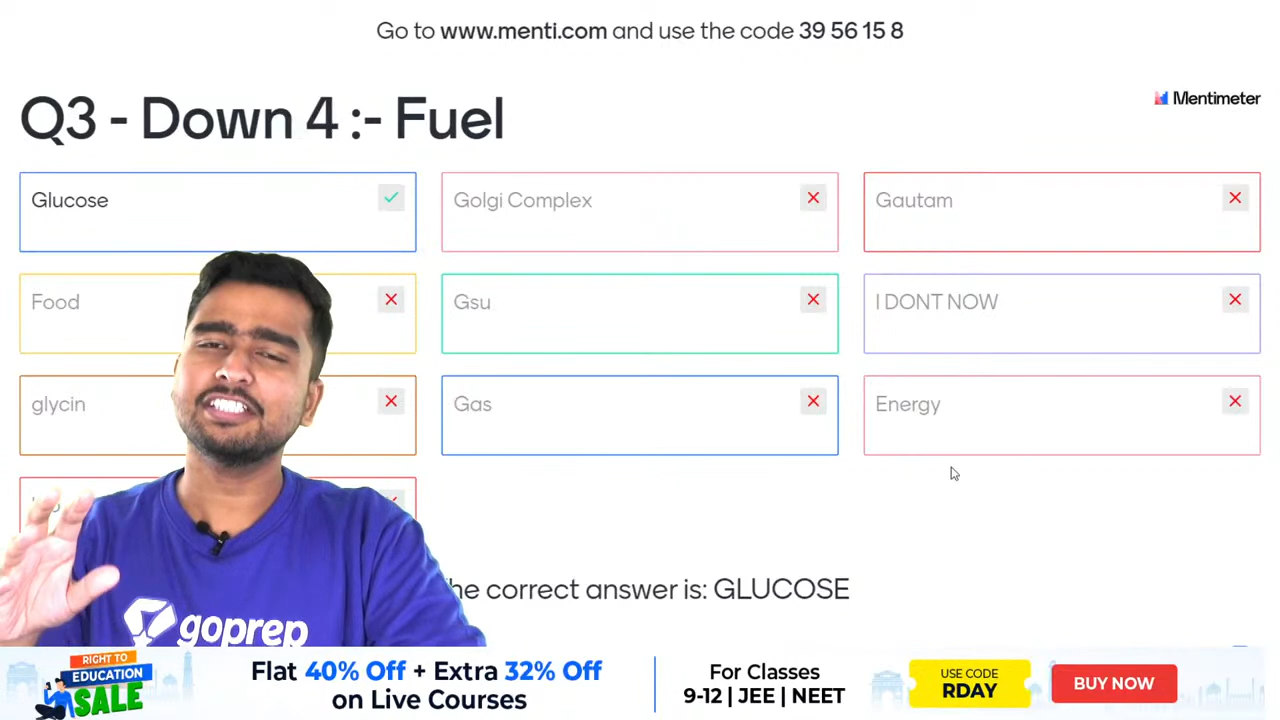 Go to www.menti.com and use the code 39 56 15 8
Mentimeter
Q3 - Down 4 :- Fuel
Glucose
Golgi Complex
Gautam
Food
Gsu
I DONT NOW
glycin
Gas
Energy
correct answer is: GLUCOSE
goprep
RIGHT TO
EDUCATION
SALE
Flat 40% Off + Extra 32% Off
on Live Courses
For Classes
9-12 | JEE | NEET
USE CODE
RDAY
BUY NOW